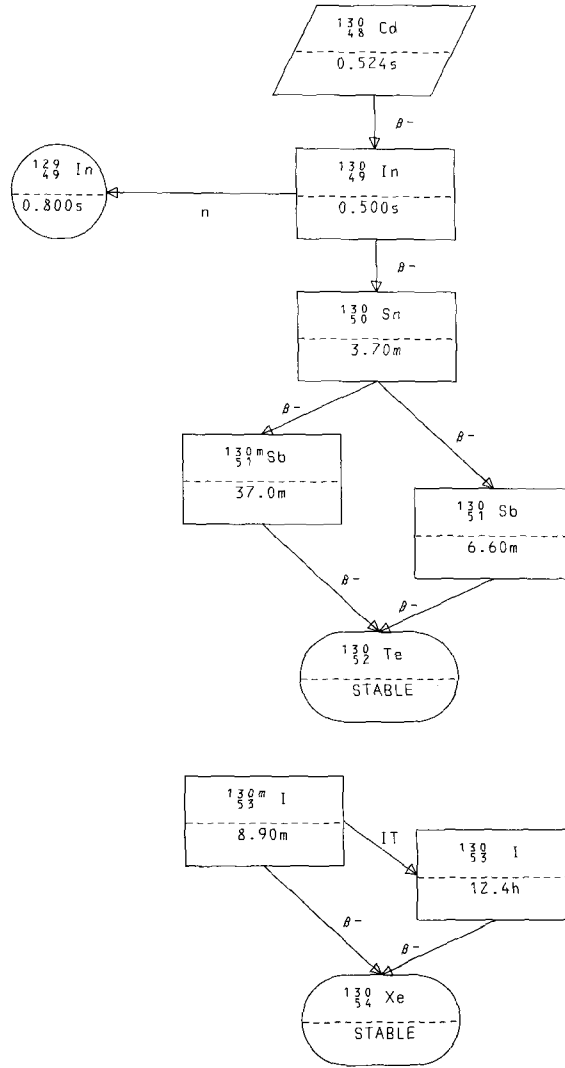 130
48 Cd
0.524s
β-
129
49 In
0.800s
n
130
49 In
0.500s
β-
130
50 Sn
3.70m
β-
β-
130m
51 Sb
37.0m
130
51 Sb
6.60m
β-
β-
130
52 Te
STABLE
130m
53 I
8.90m
IT
130
53 I
12.4h
β-
β-
130
54 Xe
STABLE